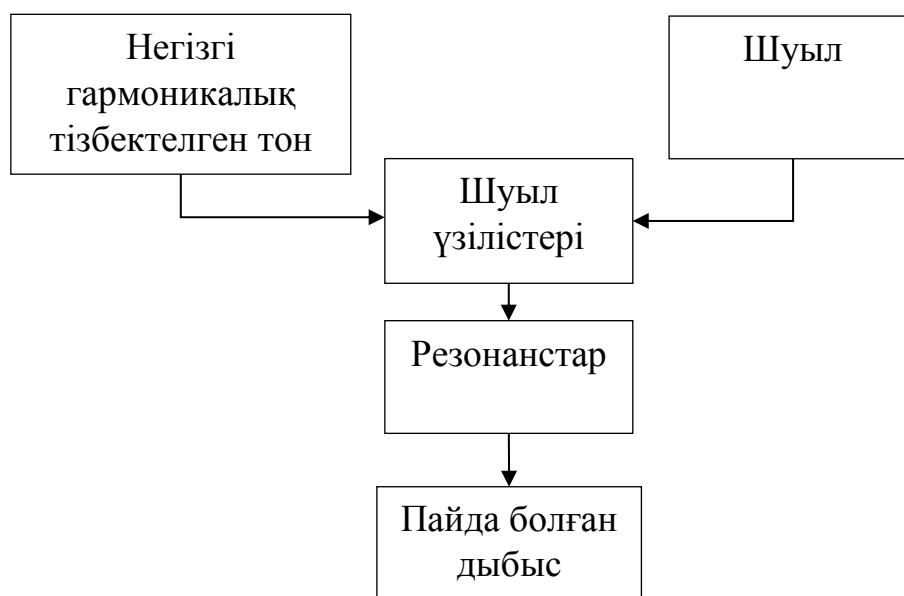 Негізгі
гармоникалық
тізбектелген тон
Шуыл
Шуыл
үзілістері
Резонанстар
Пайда болған
дыбыс